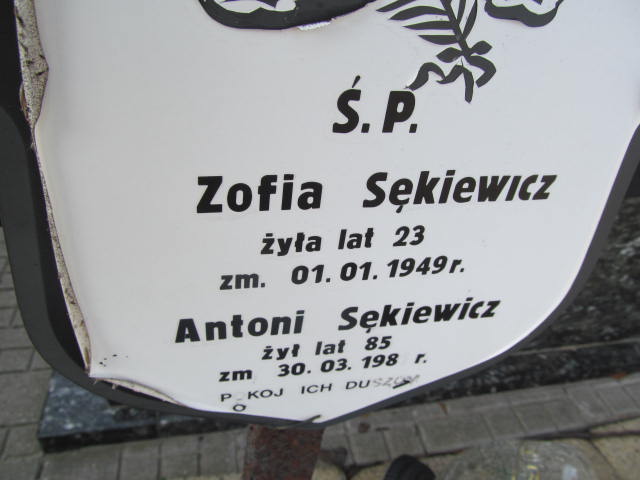 Ś.P.
Zofia Sękiewicz
żyła lat 23
zm. 01.01.1949r.
Antoni Sękiewicz
żył lat 85
zm 30.03.198 r.
P KOJ ICH DUSZOM
O